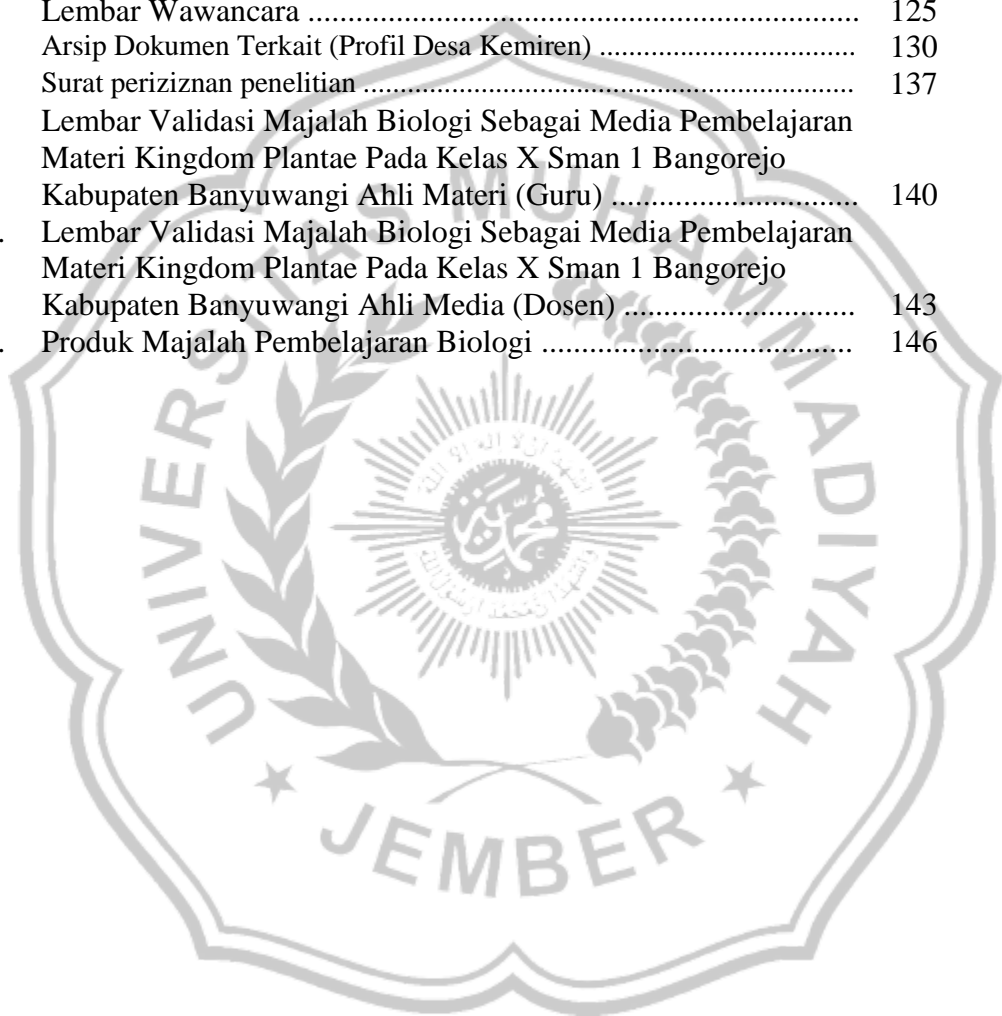 Lembar Wawancara .................................................................... 125
Arsip Dokumen Terkait (Profil Desa Kemiren) ................................... 130
Surat periziznan penelitian ................................................................... 137
Lembar Validasi Majalah Biologi Sebagai Media Pembelajaran
Materi Kingdom Plantae Pada Kelas X Sman 1 Bangorejo
Kabupaten Banyuwangi Ahli Materi (Guru) ............................... 140
. Lembar Validasi Majalah Biologi Sebagai Media Pembelajaran
Materi Kingdom Plantae Pada Kelas X Sman 1 Bangorejo
Kabupaten Banyuwangi Ahli Media (Dosen) ............................. 143
. Produk Majalah Pembelajaran Biologi ....................................... 146
UNIVERSITAS MUHAMMADIYAH
JEMBER